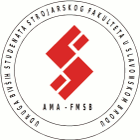 UDRUGA BIVŠIH STUDENATA STROJARSKOG FAKULTETA U SLAVONSKOM BRODU
AMA - FMSB